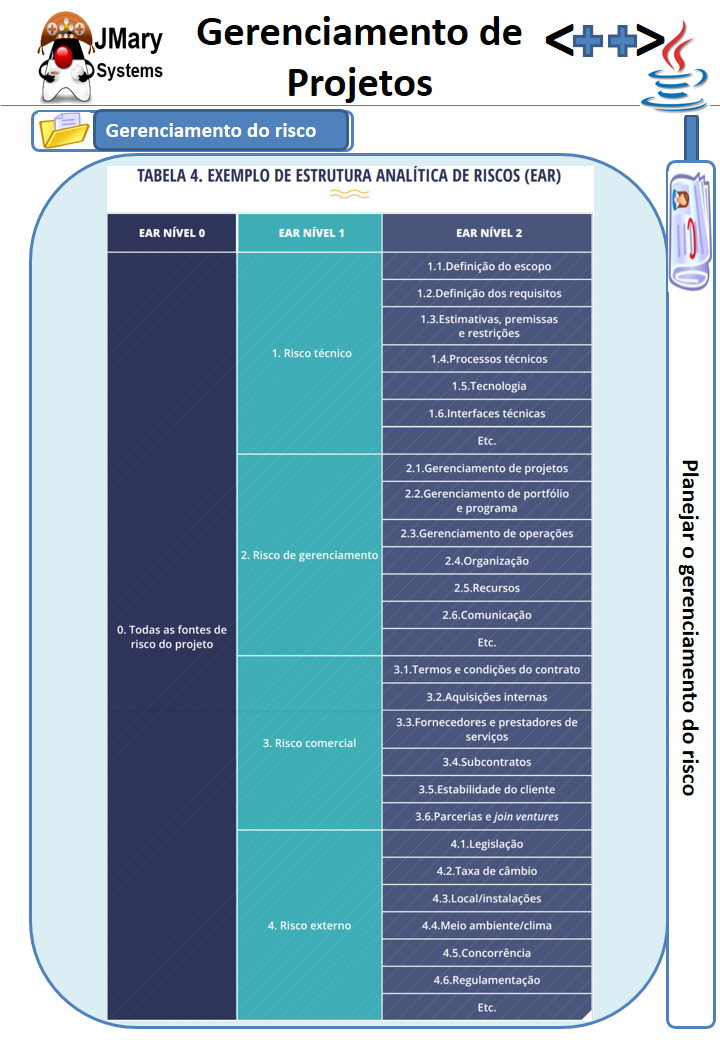 JMary
Systems
Gerenciamento de
Projetos
<++>
Gerenciamento do risco
TABELA 4. EXEMPLO DE ESTRUTURA ANALÍTICA DE RISCOS (EAR)
EAR NÍVEL 0
EAR NÍVEL 1
EAR NÍVEL 2
0. Todas as fontes de
risco do projeto
1. Risco técnico
1.1.Definição do escopo
1.2.Definição dos requisitos
1.3.Estimativas, premissas
e restrições
1.4.Processos técnicos
1.5.Tecnologia
1.6.Interfaces técnicas
Etc.
2. Risco de gerenciamento
2.1.Gerenciamento de projetos
2.2.Gerenciamento de portfólio
e programa
2.3.Gerenciamento de operações
2.4.Organização
2.5.Recursos
2.6.Comunicação
Etc.
3. Risco comercial
3.1.Termos e condições do contrato
3.2.Aquisições internas
3.3.Fornecedores e prestadores de
serviços
3.4.Subcontratos
3.5.Estabilidade do cliente
3.6.Parcerias e join ventures
4. Risco externo
4.1.Legislação
4.2.Taxa de câmbio
4.3.Local/instalações
4.4.Meio ambiente/clima
4.5.Concorrência
4.6.Regulamentação
Etc.
Planejar o gerenciamento do risco